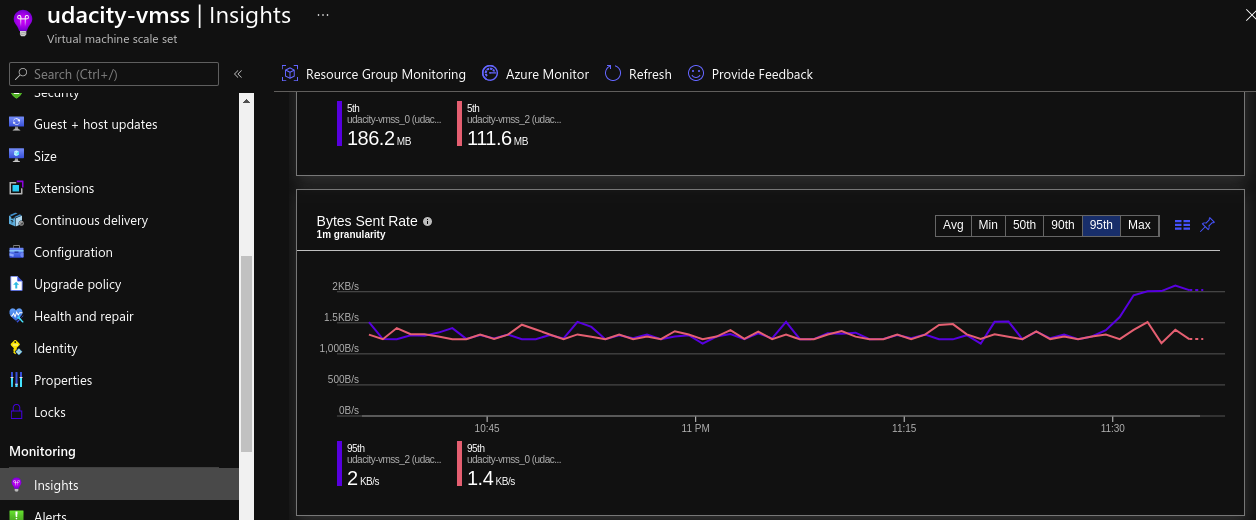 udacity-vmss | Insights ...
Virtual machine scale set
Search (Ctrl+/)
«
Resource Group Monitoring
Azure Monitor
Refresh
Provide Feedback
Security
Guest + host updates
Size
Extensions
Continuous delivery
Configuration
Upgrade policy
Health and repair
Identity
Properties
Locks
Monitoring
Insights
Alerts
5th
udacity-vmss_0 (udac...
186.2 MB
5th
udacity-vmss_2 (udac...
111.6 MB
Bytes Sent Rate
1m granularity
Avg Min 50th 90th 95th Max
2KB/s
1.5KB/s
1,000B/s
500B/s
0B/s
10:45 11 PM 11:15 11:30
95th
udacity-vmss_2 (udac...
2 KB/s
95th
udacity-vmss_0 (udac...
1.4 KB/s